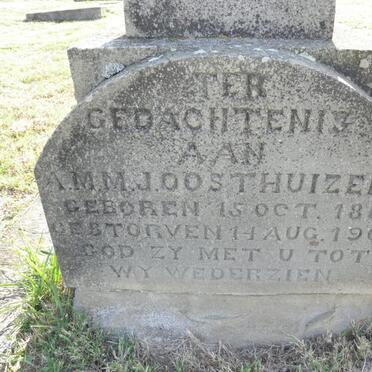 TER
GEDACHTENIS
AAN
A.M.M.J. OOSTHUIZEN
GEBOREN 15 OCT. 18
GESTORVEN 14 AUG. 19
GOD ZY MET U TOT
WY WEDERZIEN